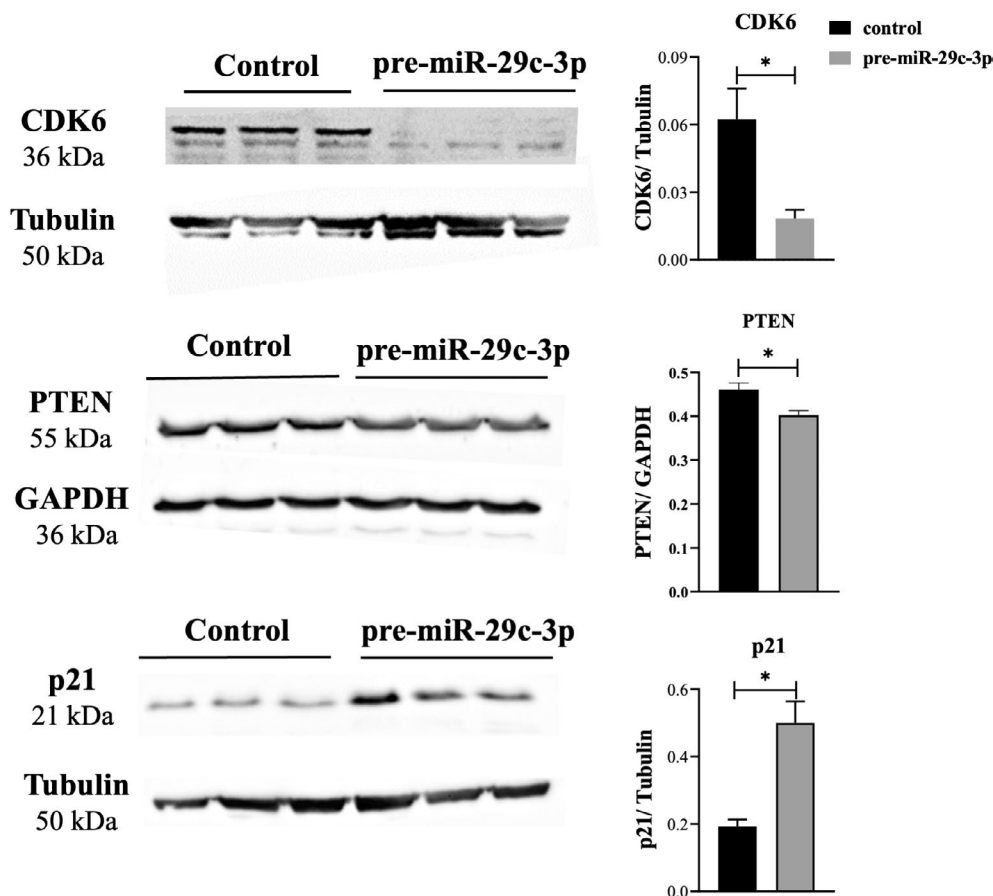 Control pre-miR-29c-3p
CDK6
36 kDa
Tubulin
50 kDa
CDK6
control
pre-miR-29c-3p
CDK6/ Tubulin
0.09
0.06
0.03
0.00
*
Control pre-miR-29c-3p
PTEN
55 kDa
GAPDH
36 kDa
PTEN
PTEN/ GAPDH
0.5
0.4
0.3
0.2
0.1
0.0
*
Control pre-miR-29c-3p
p21
21 kDa
Tubulin
50 kDa
p21
p21/ Tubulin
0.6
0.4
0.2
0.0
*